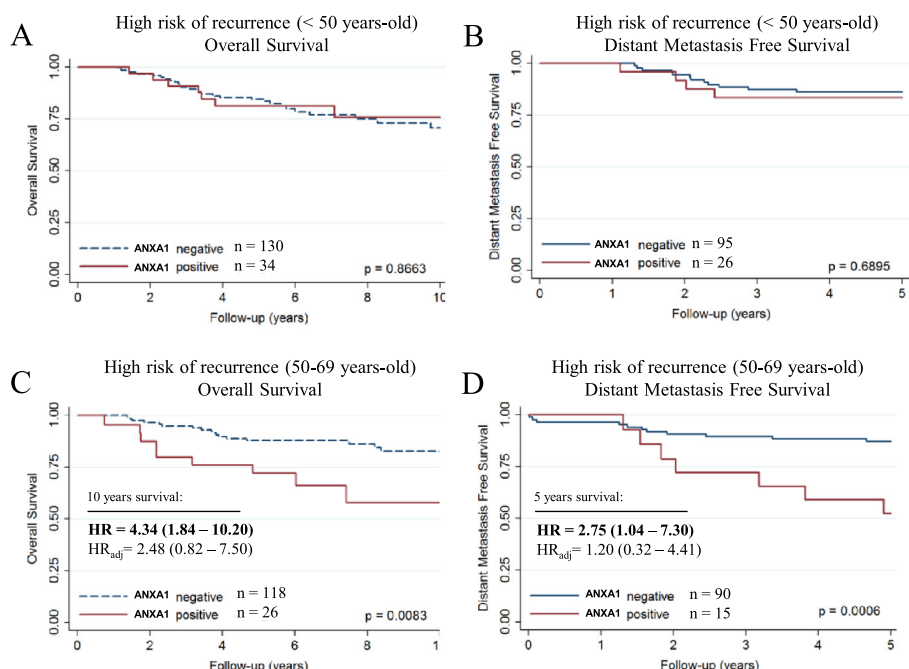 A
High risk of recurrence (< 50 years-old)
Overall Survival
Overall Survival
1.00
0.75
0.50
0.25
0.00
ANXA1 negative n = 130
ANXA1 positive n = 34
p = 0.8663
0 2 4 6 8 10
Follow-up (years)
B
High risk of recurrence (< 50 years-old)
Distant Metastasis Free Survival
Distant Metastasis Free Survival
1.00
0.75
0.50
0.25
0.00
ANXA1 negative n = 95
ANXA1 positive n = 26
p = 0.6895
0 1 2 3 4 5
Follow-up (years)
C
High risk of recurrence (50-69 years-old)
Overall Survival
Overall Survival
1.00
0.75
0.50
0.25
0.00
10 years survival:
HR = 4.34 (1.84 – 10.20)
HRadj= 2.48 (0.82 – 7.50)
ANXA1 negative n = 118
ANXA1 positive n = 26
p = 0.0083
0 2 4 6 8 1
Follow-up (years)
D
High risk of recurrence (50-69 years-old)
Distant Metastasis Free Survival
Distant Metastasis Free Survival
1.00
0.75
0.50
0.25
0.00
5 years survival:
HR = 2.75 (1.04 – 7.30)
HRadj= 1.20 (0.32 – 4.41)
ANXA1 negative n = 90
ANXA1 positive n = 15
p = 0.0006
0 1 2 3 4 5
Follow-up (years)